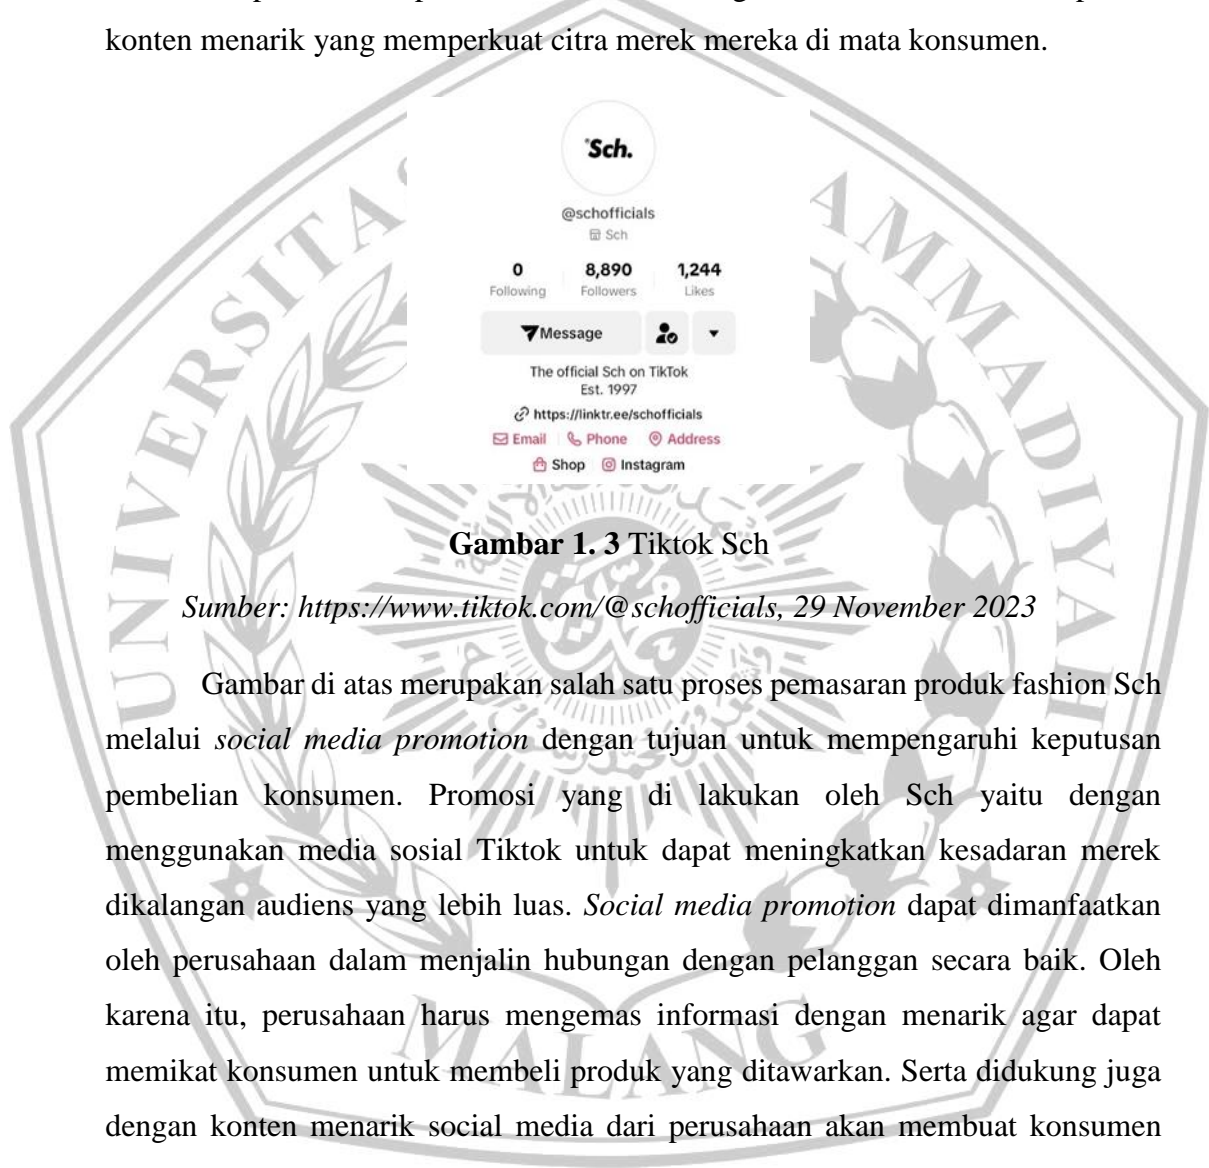 konten menarik yang memperkuat citra merek mereka di mata konsumen.
Sch.
@schofficials
Sch
0 8,890 1,244
Following Followers Likes
Message
The official Sch on TikTok
Est. 1997
https://linktr.ee/schofficials
Email Phone Address
Shop Instagram
Gambar 1. 3 Tiktok Sch
Sumber: https://www.tiktok.com/@schofficials, 29 November 2023
Gambar di atas merupakan salah satu proses pemasaran produk fashion Sch
melalui social media promotion dengan tujuan untuk mempengaruhi keputusan
pembelian konsumen. Promosi yang di lakukan oleh Sch yaitu dengan
menggunakan media sosial Tiktok untuk dapat meningkatkan kesadaran merek
dikalangan audiens yang lebih luas. Social media promotion dapat dimanfaatkan
oleh perusahaan dalam menjalin hubungan dengan pelanggan secara baik. Oleh
karena itu, perusahaan harus mengemas informasi dengan menarik agar dapat
memikat konsumen untuk membeli produk yang ditawarkan. Serta didukung juga
dengan konten menarik social media dari perusahaan akan membuat konsumen
MALANG